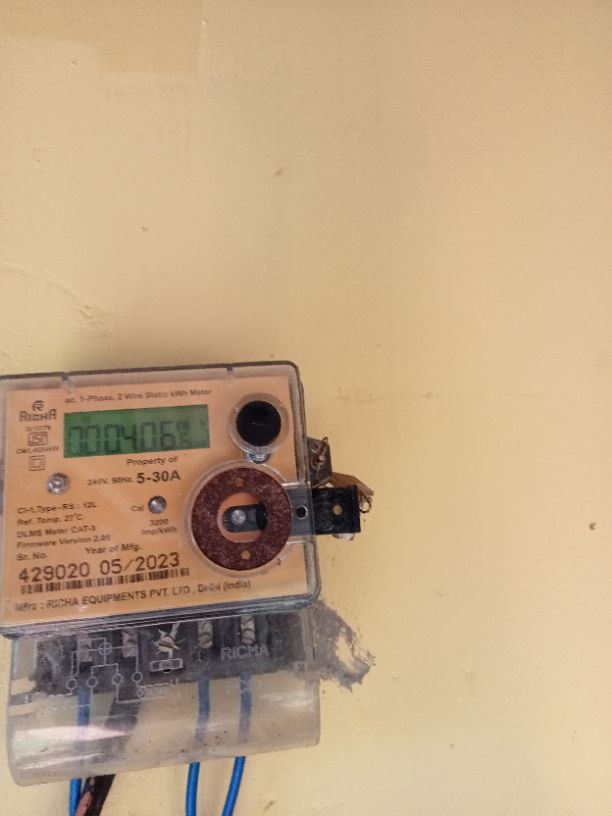 ac, 1-Phase, 2 Wire Static kWh Meter
RICHA
000406
Property of
240V, 50Hz. 5-30A
Cl-1, Type-RS : 12L
Cal
3200
Imp/kWh
Ref. Temp. 27°C
DLMS Meter CAT-3
Firmware Version 2.05
Sr. No. Year of Mfg.
429020 05/2023
Mfrs : RICHA EQUIPMENTS PVT. LTD., Delhi (India)
RICHA